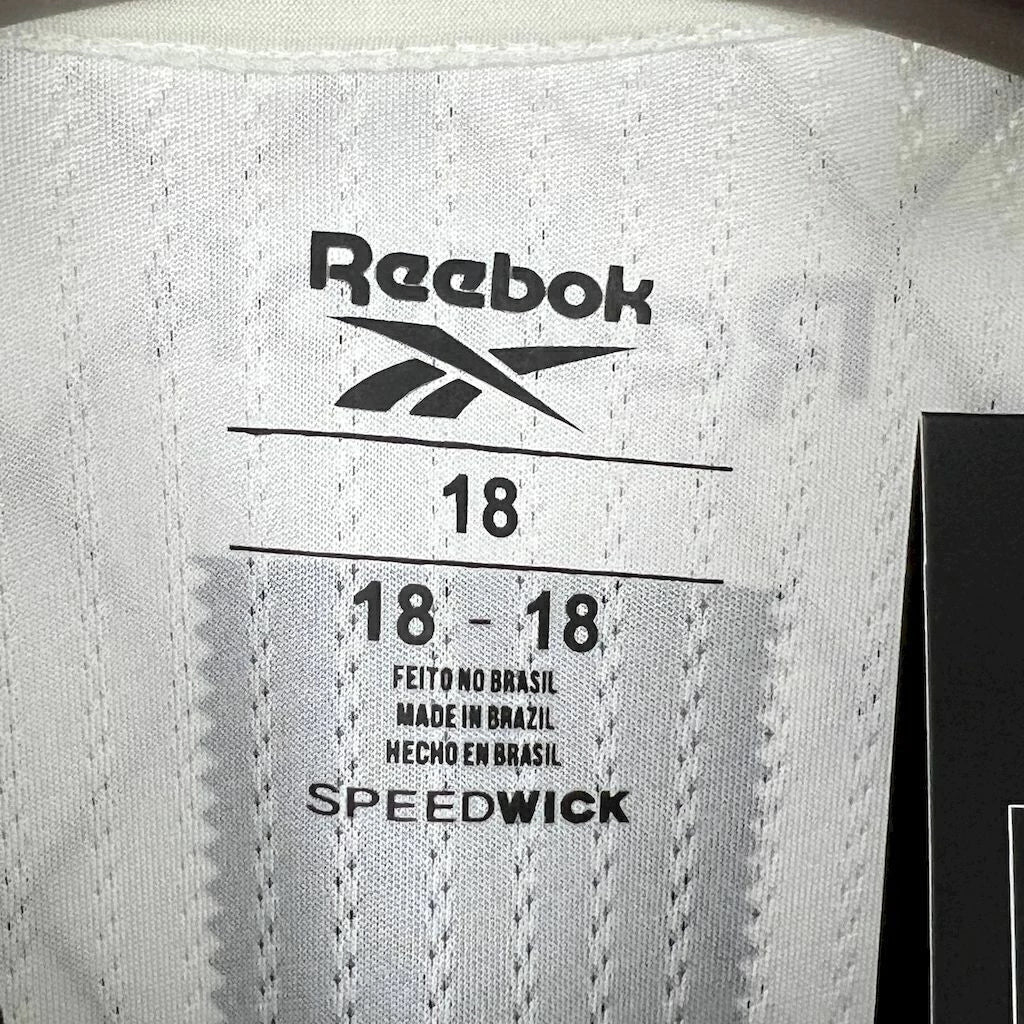 Reebok
18
18 - 18
FEITO NO BRASIL
MADE IN BRAZIL
HECHO EN BRASIL
SPEEDWICK